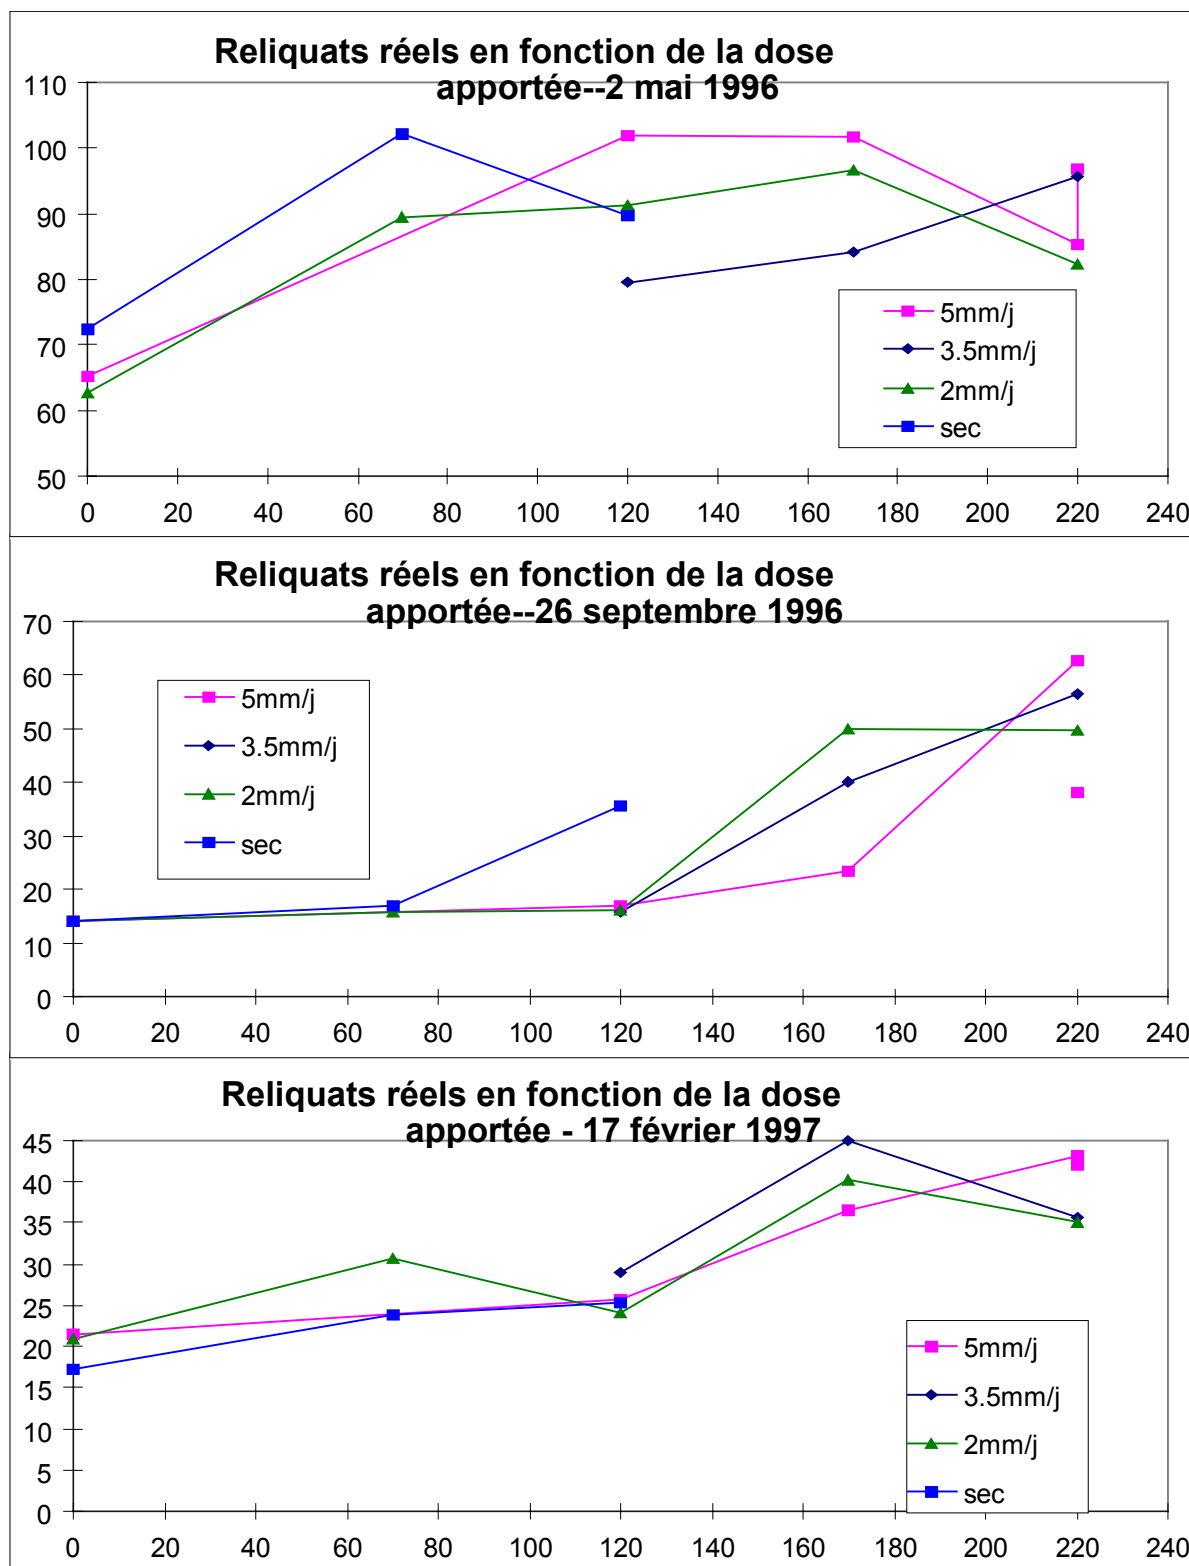 Reliquats réels en fonction de la dose
apportée--2 mai 1996
110
100
90
80
70
60
50
0 20 40 60 80 100 120 140 160 180 200 220 240
5mm/j
3.5mm/j
2mm/j
sec
Reliquats réels en fonction de la dose
apportée--26 septembre 1996
70
60
50
40
30
20
10
0
0 20 40 60 80 100 120 140 160 180 200 220 240
5mm/j
3.5mm/j
2mm/j
sec
Reliquats réels en fonction de la dose
apportée - 17 février 1997
45
40
35
30
25
20
15
10
5
0
0 20 40 60 80 100 120 140 160 180 200 220 240
5mm/j
3.5mm/j
2mm/j
sec